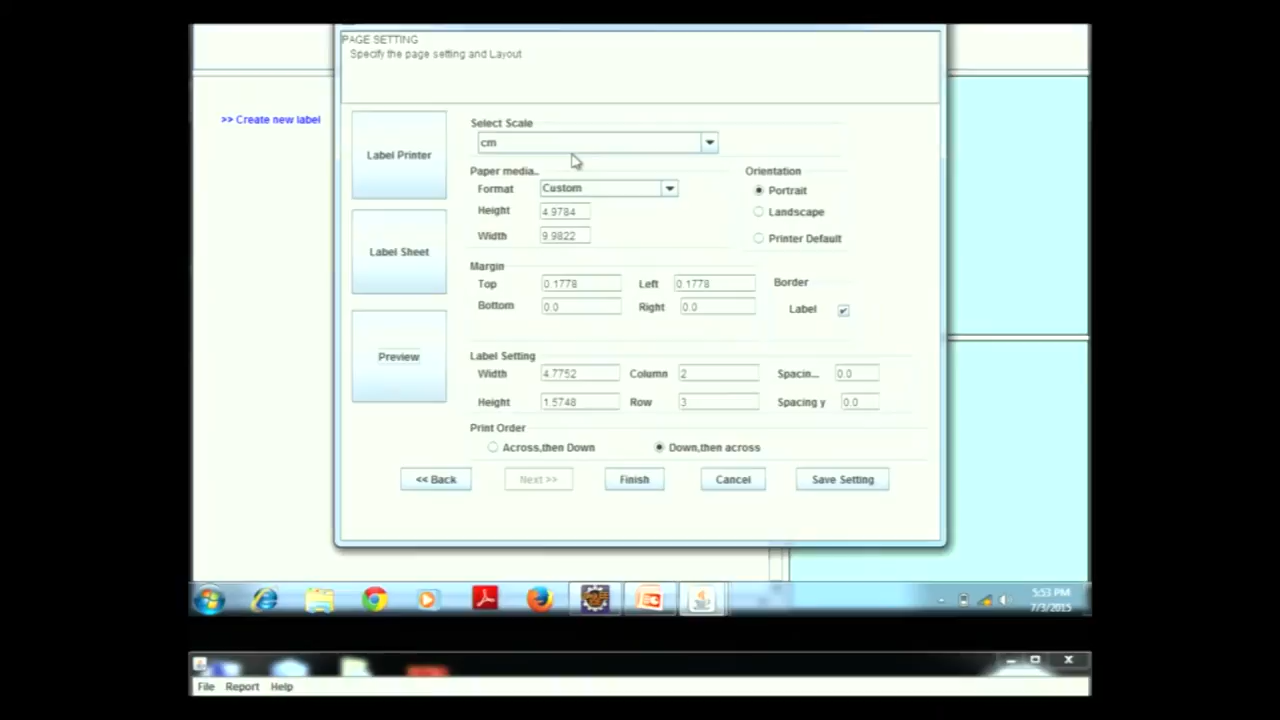 PAGE SETTING
Specify the page setting and Layout
>> Create new label
Label Printer
Label Sheet
Preview
Select Scale
cm
Paper media..
Format Custom
Height 4.9784
Width 9.9822
Orientation
Portrait
Landscape
Printer Default
Margin
Top 0.1778 Left 0.1778
Bottom 0.0 Right 0.0
Border
Label
Label Setting
Width 4.7752 Column 2 Spacin... 0.0
Height 1.5748 Row 3 Spacing y 0.0
Print Order
Across,then Down Down,then across
<< Back Next >> Finish Cancel Save Setting
5:53 PM
7/3/2015
File Report Help